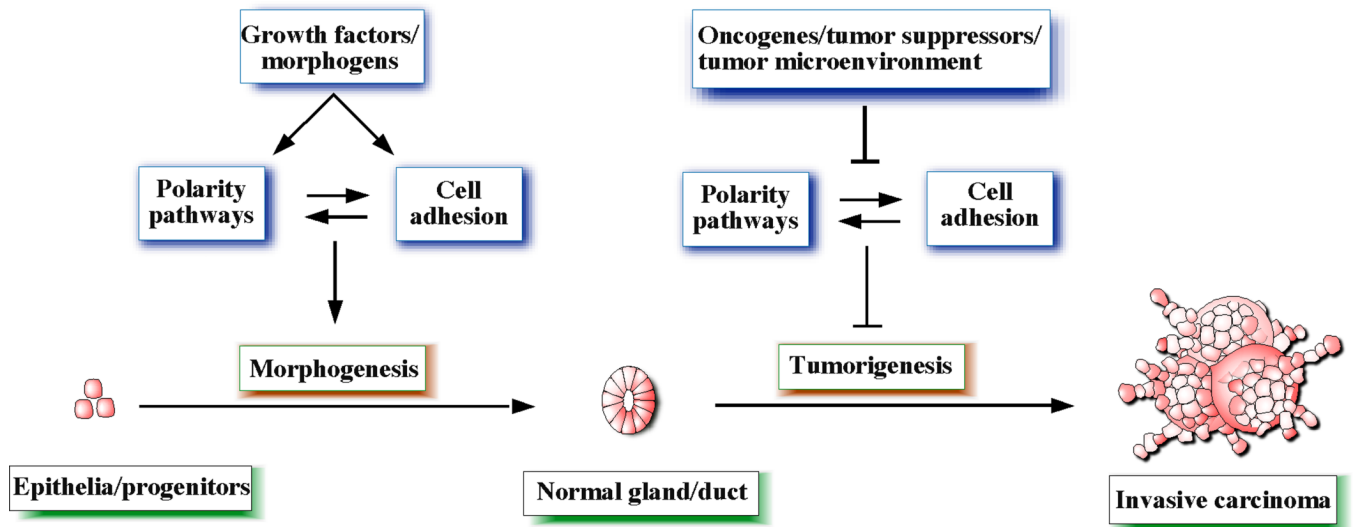 Growth factors/
morphogens
Oncogenes/tumor suppressors/
tumor microenvironment
Polarity
pathways
Cell
adhesion
Polarity
pathways
Cell
adhesion
Morphogenesis
Tumorigenesis
Epithelia/progenitors
Normal gland/duct
Invasive carcinoma